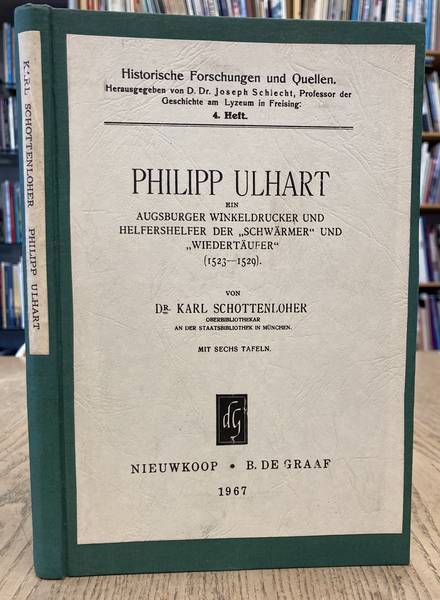 KARL SCHOTTENLOHER PHILIPP ULHART
Historische Forschungen und Quellen.
Herausgegeben von D. Dr. Joseph Schlecht, Professor der
Geschichte am Lyzeum in Freising:
4. Heft.
PHILIPP ULHART
EIN
AUGSBURGER WINKELDRUCKER UND
HELFERSHELFER DER „SCHWÄRMER“ UND
„WIEDERTÄUFER“
(1523—1529).
VON
DR. KARL SCHOTTENLOHER
OBERBIBLIOTHEKAR
AN DER STAATSBIBLIOTHEK IN MÜNCHEN.
MIT SECHS TAFELN.
dG
NIEUWKOOP • B. DE GRAAF
1967